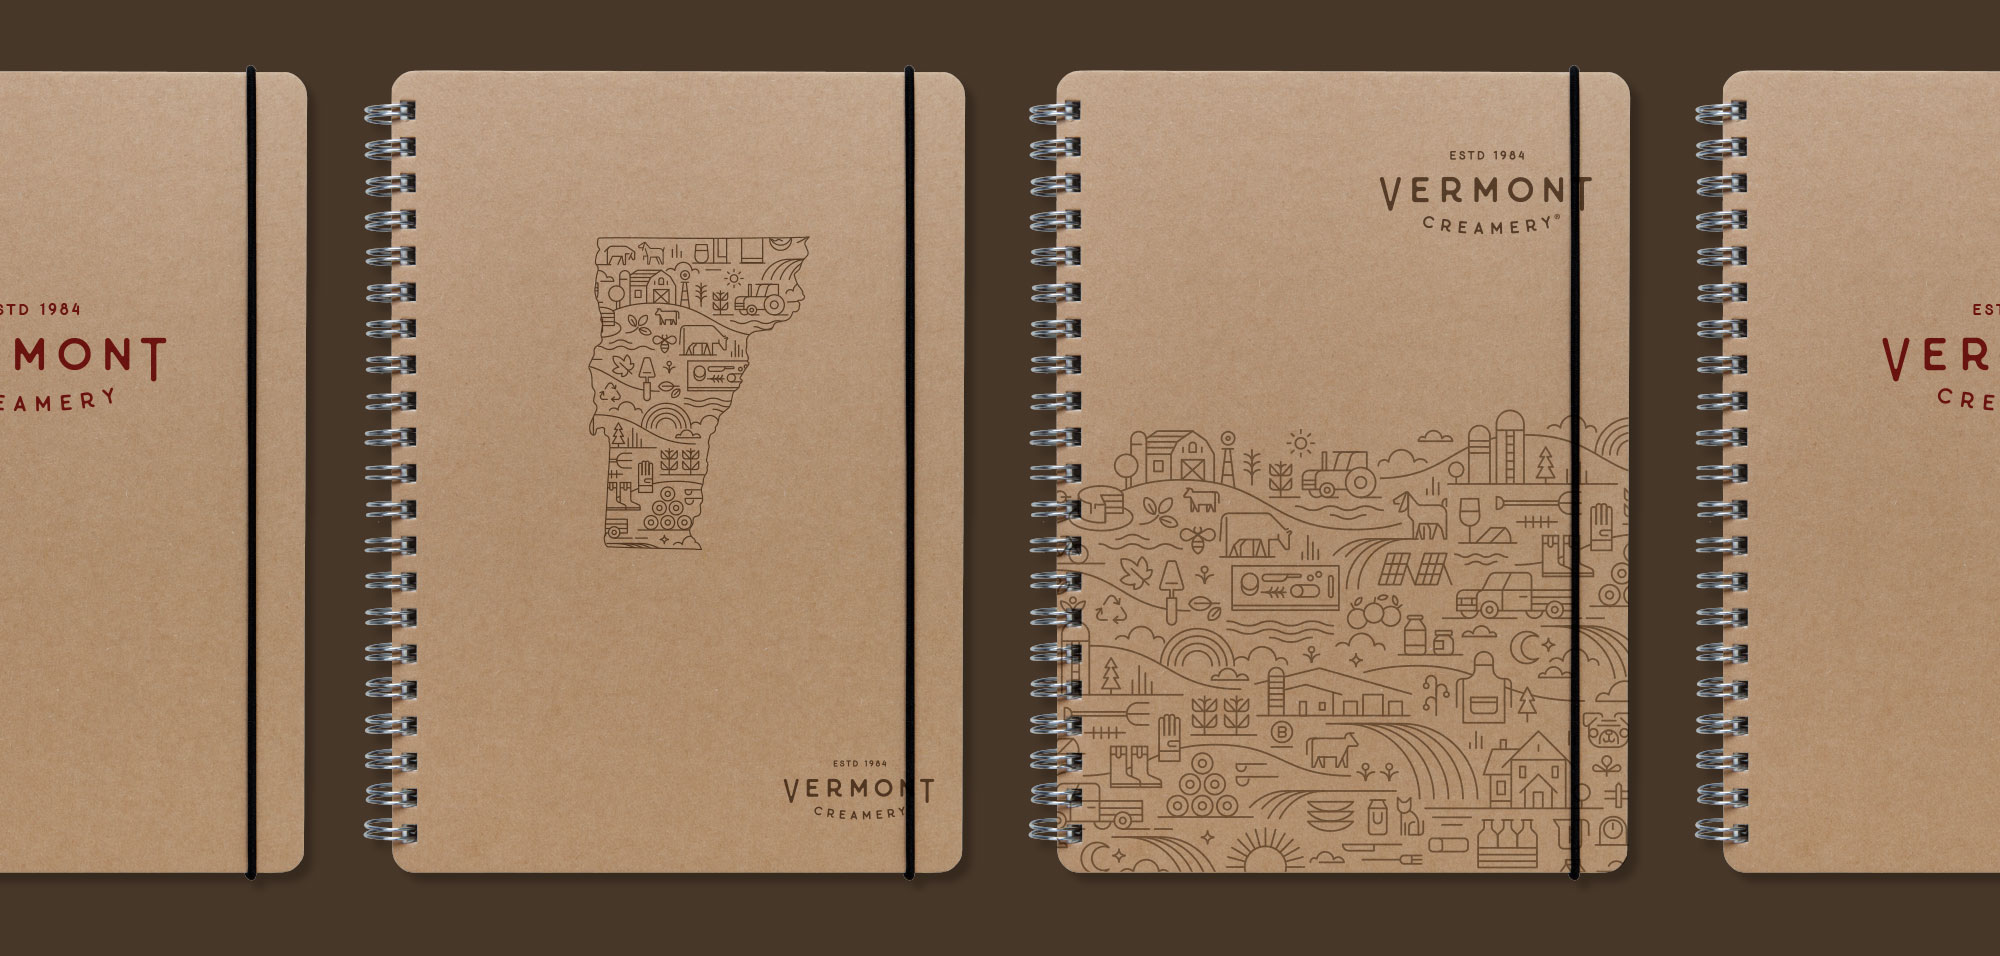 STD 1984
MONT
EAMERY
ESTD 1984
VERMONT
CREAMERY
ESTD 1984
VERMONT
CREAMERY®
B
EST
VER
CRE